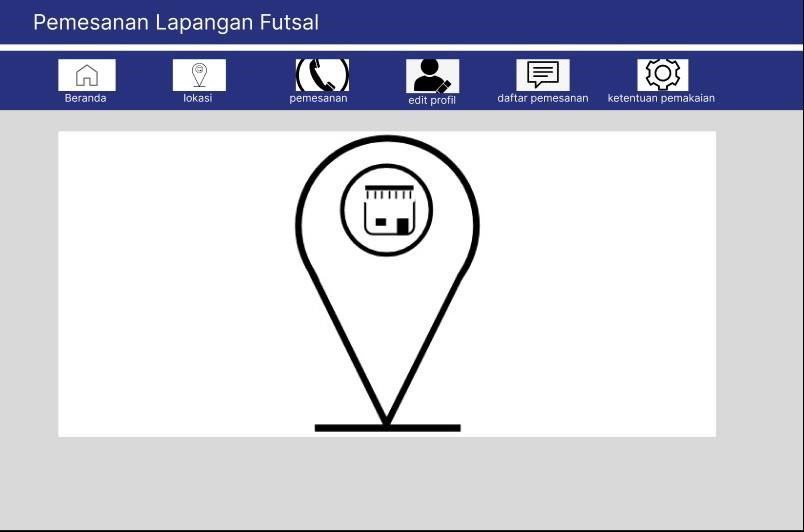 Pemesanan Lapangan Futsal
Beranda
lokasi
pemesanan
edit profil
daftar pemesanan
ketentuan pemakaian